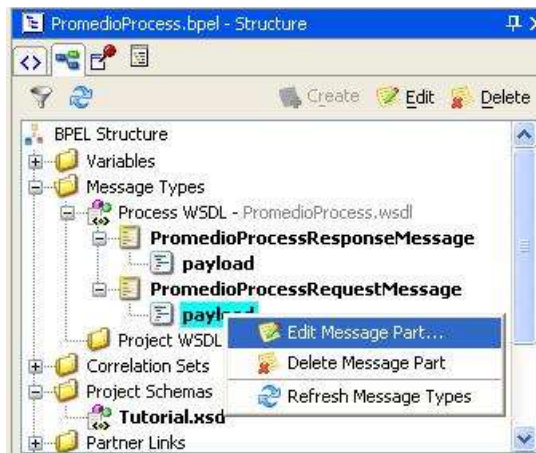 PromedioProcess.bpel - Structure
Create Edit Delete
BPEL Structure
Variables
Message Types
Process WSDL - PromedioProcess.wsdl
PromedioProcessResponseMessage
payload
PromedioProcessRequestMessage
payload
Edit Message Part...
Project WSDL
Delete Message Part
Correlation Sets
Refresh Message Types
Project Schemas
Tutorial.xsd
Partner Links